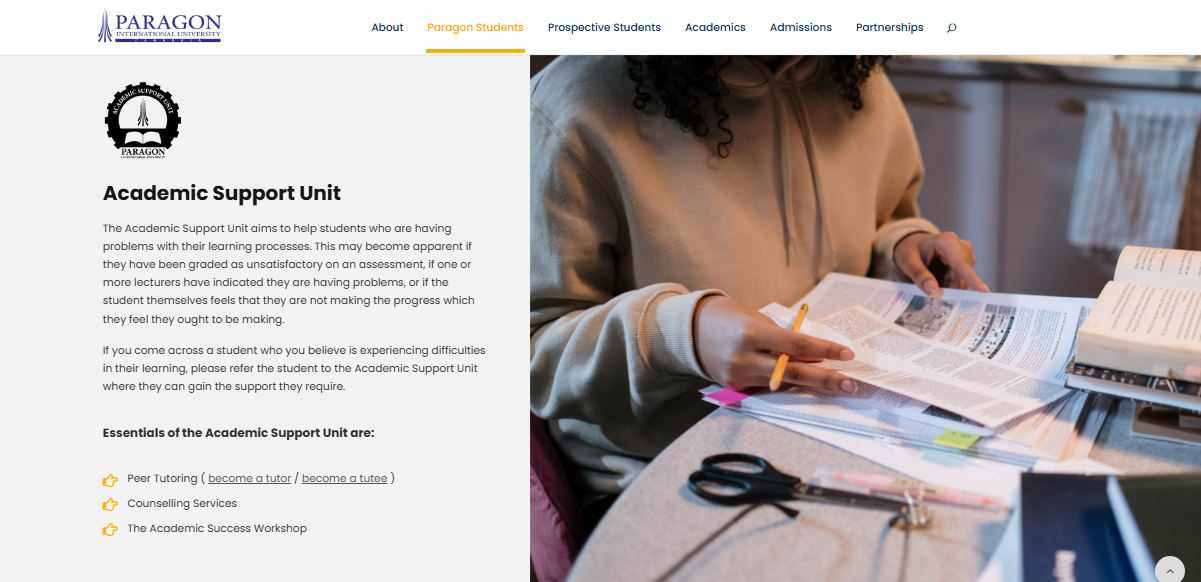 PARAGON
INTERNATIONAL UNIVERSITY
CAMBODIA
About
Paragon Students
Prospective Students
Academics
Admissions
Partnerships
ACADEMIC SUPPORT UNIT
PARAGON
INTERNATIONAL UNIVERSITY
Academic Support Unit
The Academic Support Unit aims to help students who are having
problems with their learning processes. This may become apparent if
they have been graded as unsatisfactory on an assessment, if one or
more lecturers have indicated they are having problems, or if the
student themselves feels that they are not making the progress which
they feel they ought to be making.
If you come across a student who you believe is experiencing difficulties
in their learning, please refer the student to the Academic Support Unit
where they can gain the support they require.
Essentials of the Academic Support Unit are:
Peer Tutoring ( become a tutor / become a tutee )
Counselling Services
The Academic Success Workshop